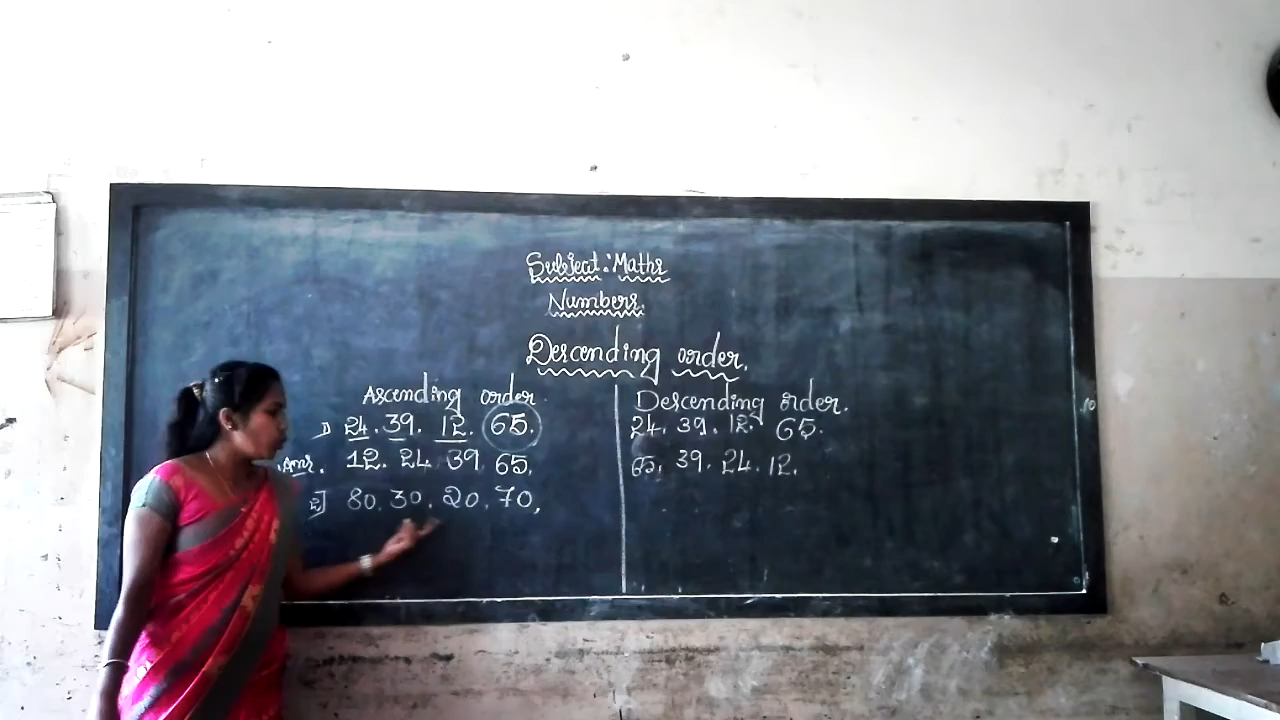 Subject: Maths
Numbers.
Descending order.
Ascending order.
1) 24. 39. 12. 65.
Ans. 12. 24 39 65.
2] 80. 30. 20. 70,
Descending order.
24. 39. 12. 65.
65. 39. 24. 12.
10